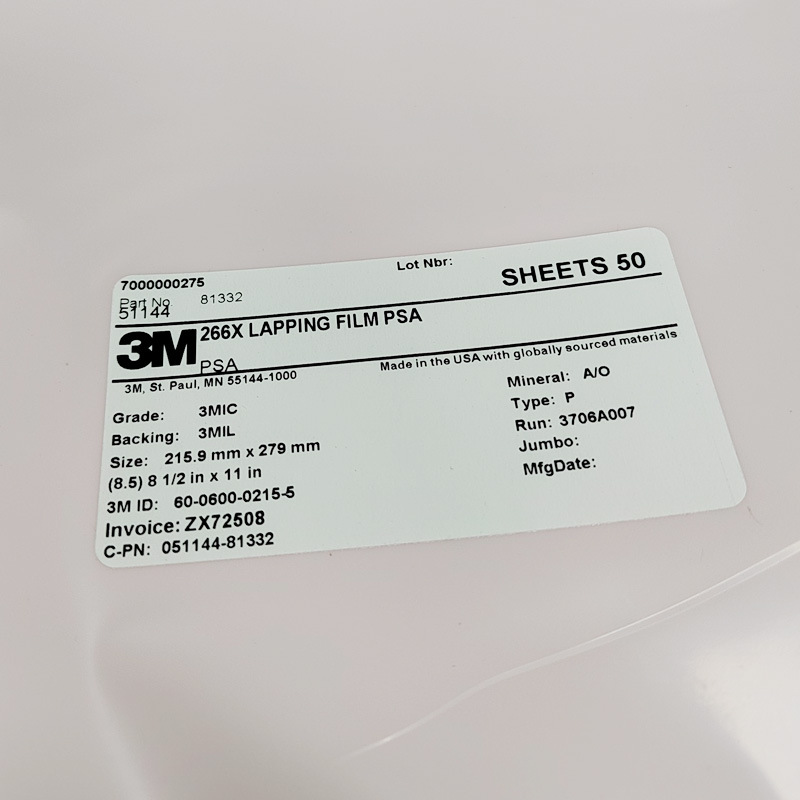 7000000275
Lot Nbr:
SHEETS 50
Part No. 81332
51144
3M 266X LAPPING FILM PSA
PSA
3M, St. Paul, MN 55144-1000
Made in the USA with globally sourced materials
Grade: 3MIC
Backing: 3MIL
Size: 215.9 mm x 279 mm
(8.5) 8 1/2 in x 11 in
3M ID: 60-0600-0215-5
Invoice: ZX72508
C-PN: 051144-81332
Mineral: A/O
Type: P
Run: 3706A007
Jumbo:
MfgDate: